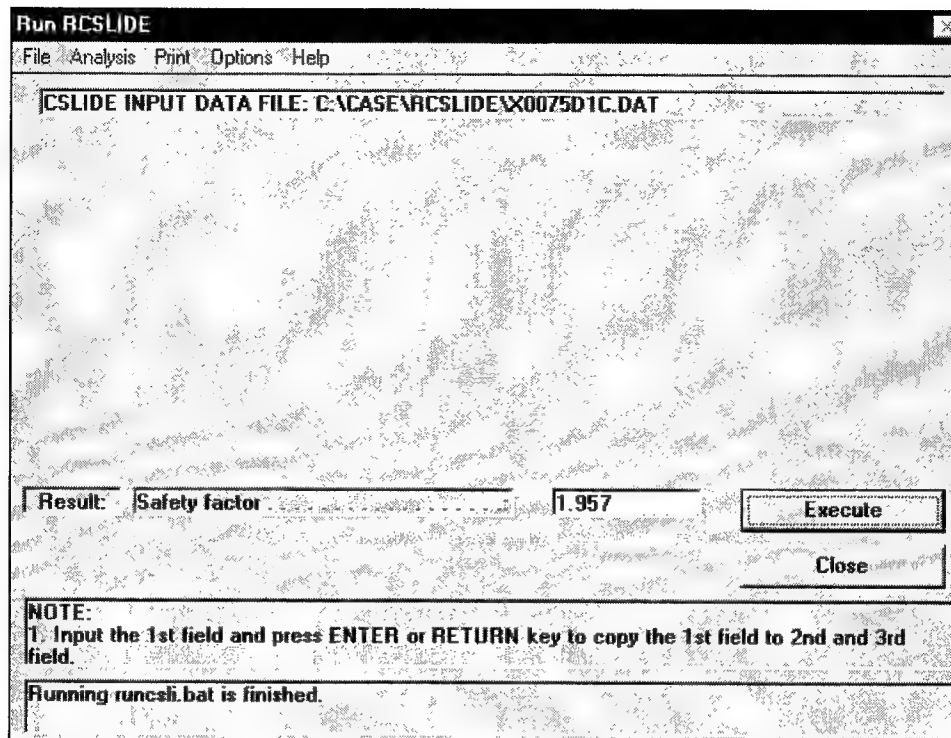 Run RCSLIDE
File Analysis Print Options Help
CSLIDE INPUT DATA FILE: C:\CASE\RCSLIDE\X0075D1C.DAT
Result: Safety factor 1.957
Execute
Close
NOTE:
1. Input the 1st field and press ENTER or RETURN key to copy the 1st field to 2nd and 3rd
field.
Running runcsli.bat is finished.